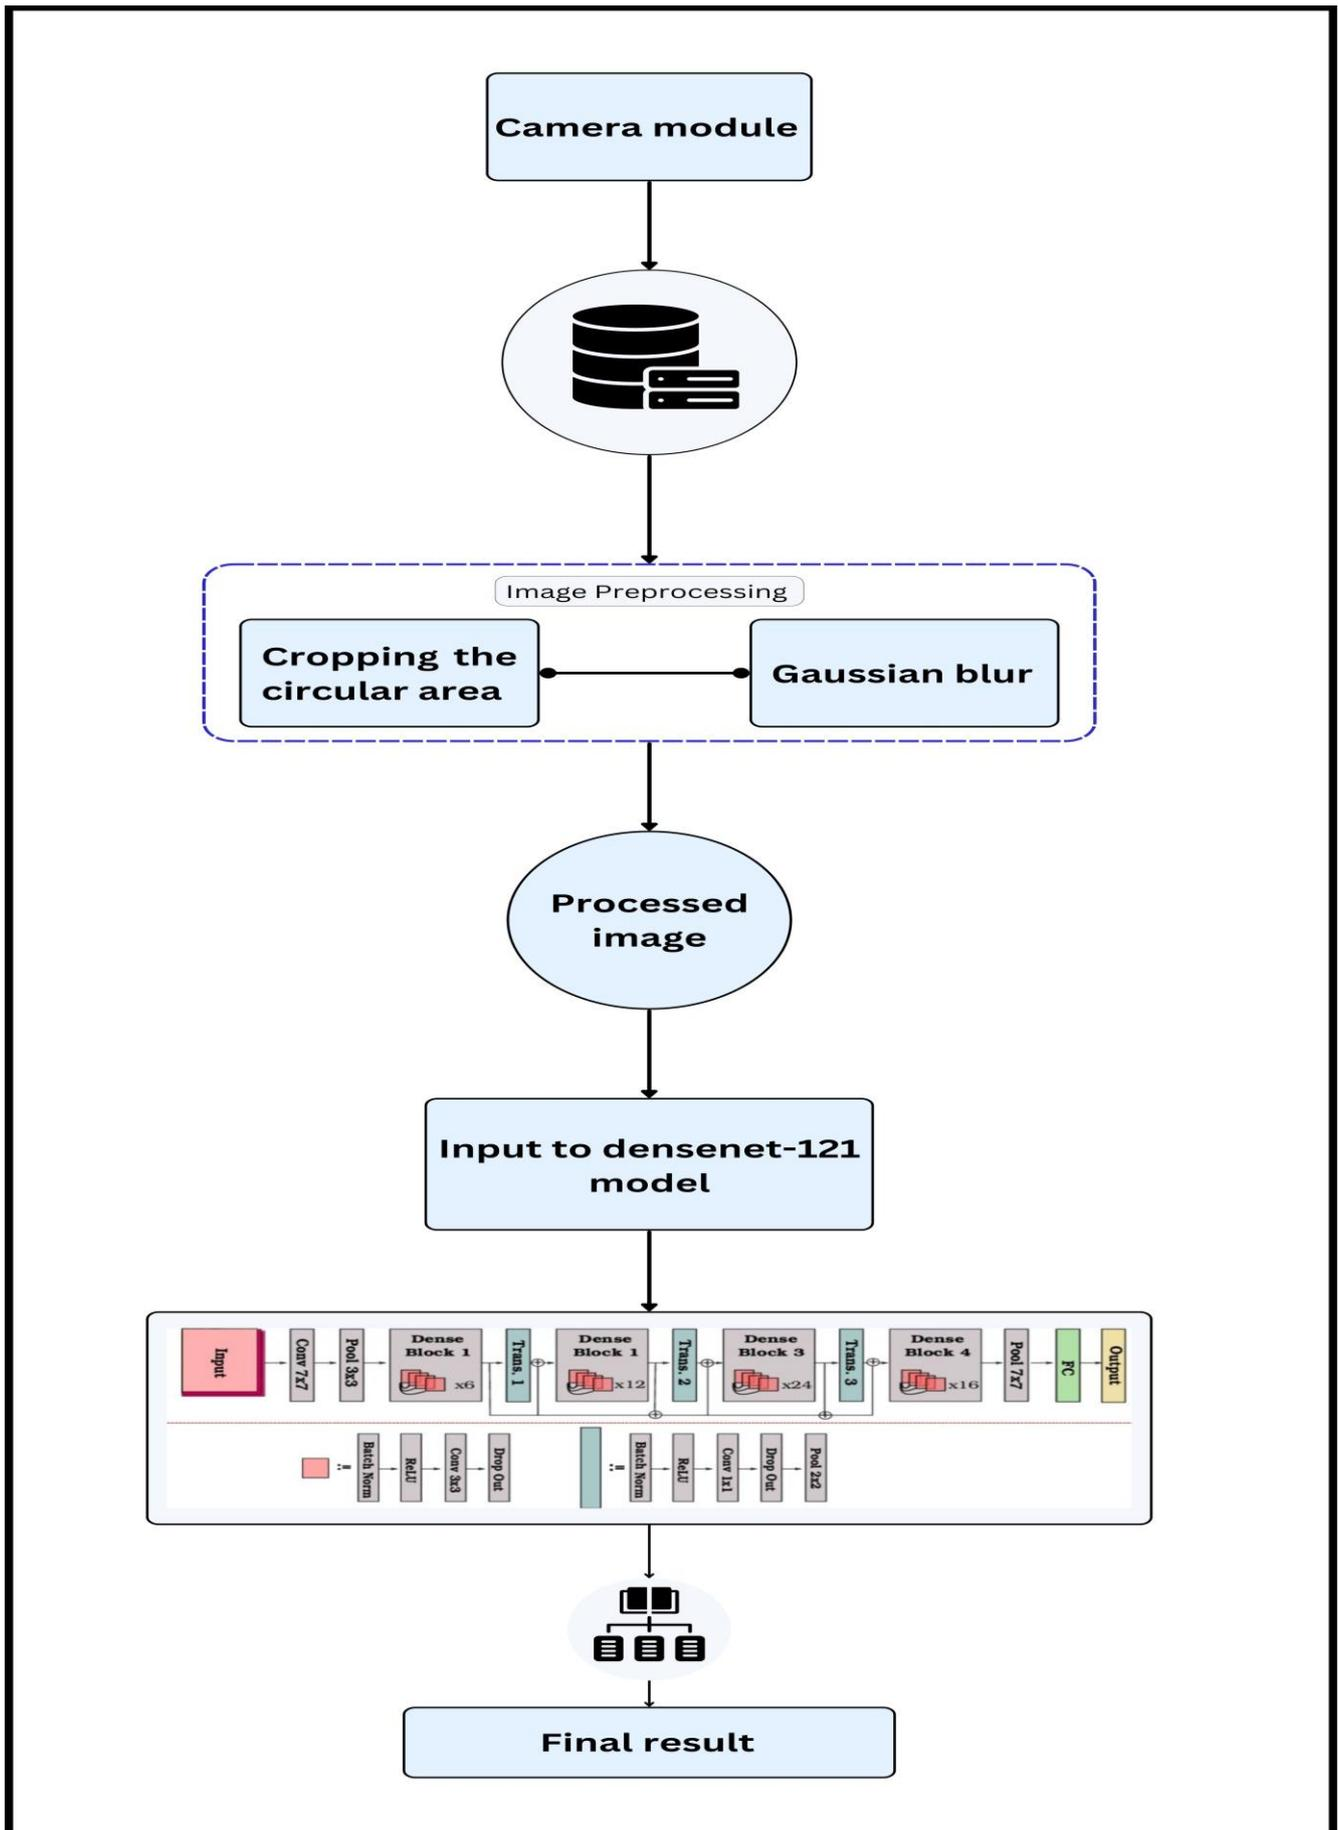 Camera module
Image Preprocessing
Cropping the
circular area
Gaussian blur
Processed
image
Input to densenet-121
model
Input
Conv 7x7
Pool 3x3
Dense
Block 1
x6
Trans. 1
Dense
Block 1
x12
Trans. 2
Dense
Block 3
x24
Trans. 3
Dense
Block 4
x16
Pool 7x7
FC
Output
:=
Batch Norm
ReLU
Conv 3x3
Drop Out
:=
Batch Norm
ReLU
Conv 1x1
Drop Out
Pool 2x2
Final result